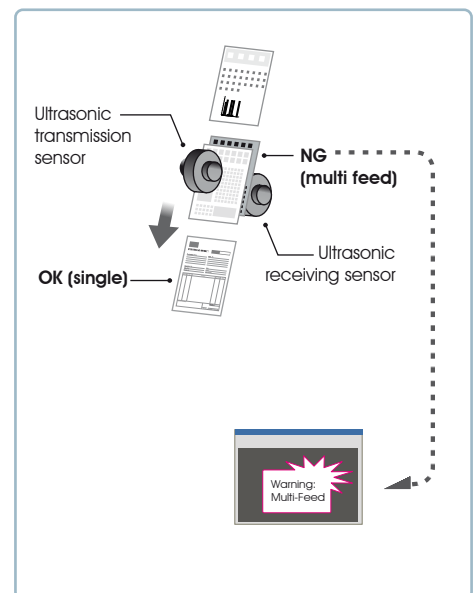 Ultrasonic
transmission
sensor
NG
(multi feed)
Ultrasonic
receiving sensor
OK (single)
Warning:
Multi-Feed